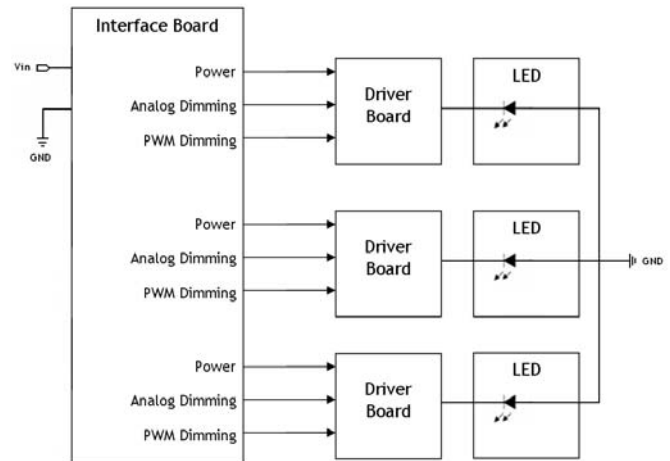 Interface Board
Vin
GND
Power
Analog Dimming
PWM Dimming
Driver
Board
LED
Power
Analog Dimming
PWM Dimming
Driver
Board
LED
GND
Power
Analog Dimming
PWM Dimming
Driver
Board
LED